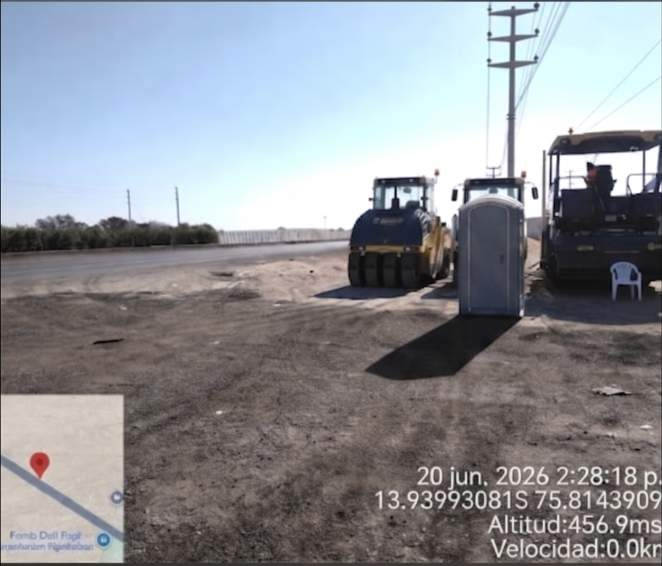 20 jun. 2026 2:28:18 p.
13.93993081S 75.8143909
Altitud:456.9ms
Velocidad:0.0kr